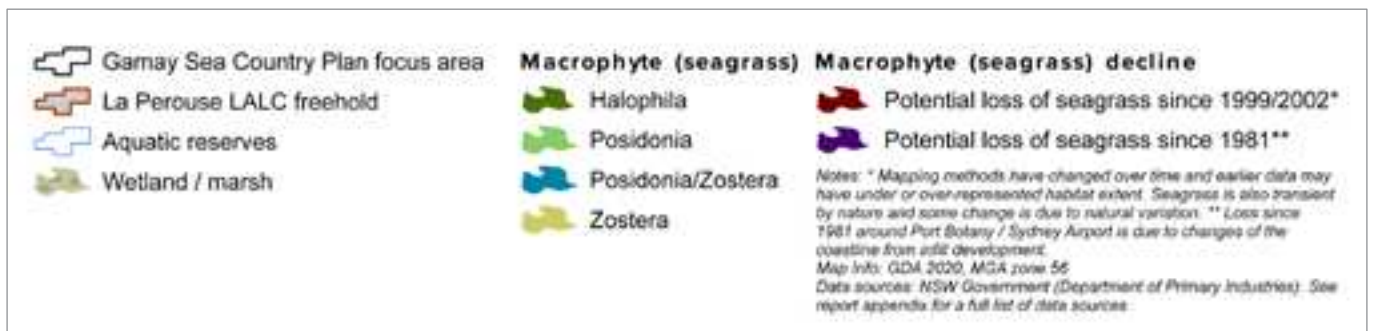 Gamay Sea Country Plan focus area
La Perouse LALC freehold
Aquatic reserves
Wetland / marsh
Macrophyte (seagrass)
Halophila
Posidonia
Posidonia/Zostera
Zostera
Macrophyte (seagrass) decline
Potential loss of seagrass since 1999/2002*
Potential loss of seagrass since 1981**
Notes: * Mapping methods have changed over time and earlier data may
have under or over-represented habitat extent. Seagrass is also transient
by nature and some change is due to natural variation. ** Loss since
1981 around Port Botany / Sydney Airport is due to changes of the
coastline from infill development.
Map Info: GDA 2020, MGA zone 56
Data sources: NSW Government (Department of Primary Industries). See
report appendix for a full list of data sources.